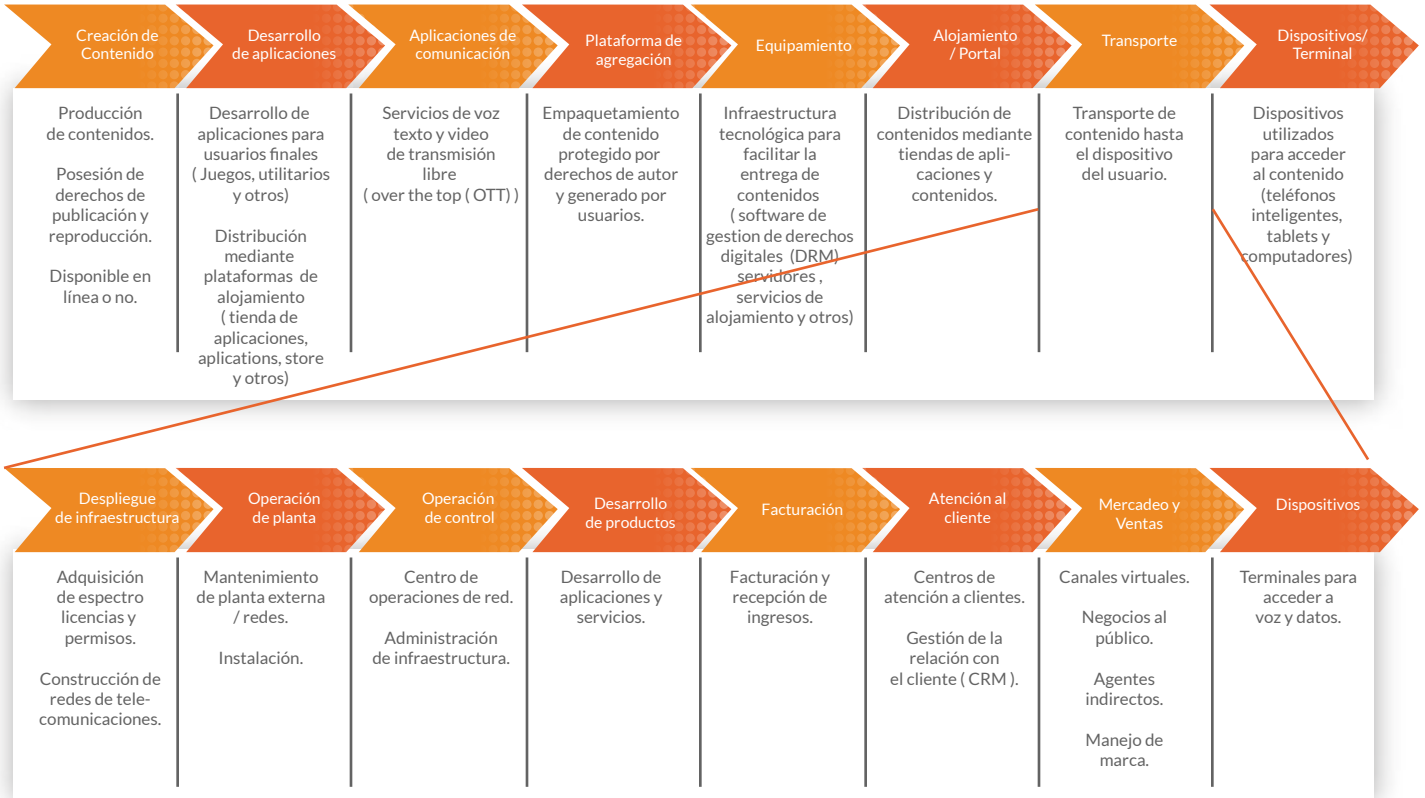 Creación de
Contenido
Desarrollo
de aplicaciones
Aplicaciones de
comunicación
Plataforma de
agregación
Equipamiento
Alojamiento
/ Portal
Transporte
Dispositivos/
Terminal
Producción
de contenidos.
Posesión de
derechos de
publicación y
reproducción.
Disponible en
línea o no.
Desarrollo de
aplicaciones para
usuarios finales
( Juegos, utilitarios
y otros)
Distribución
mediante
plataformas de
alojamiento
( tienda de
aplicaciones,
aplications, store
y otros)
Servicios de voz
texto y video
de transmisión
libre
( over the top ( OTT) )
Empaquetamiento
de contenido
protegido por
derechos de autor
y generado por
usuarios.
Infraestructura
tecnológica para
facilitar la
entrega de
contenidos
( software de
gestion de derechos
digitales (DRM)
servidores ,
servicios de
alojamiento y otros)
Distribución de
contenidos mediante
tiendas de apli-
caciones y
contenidos.
Transporte de
contenido hasta
el dispositivo
del usuario.
Dispositivos
utilizados
para acceder
al contenido
(teléfonos
inteligentes,
tablets y
computadores)
Despliegue
de infraestructura
Operación
de planta
Operación
de control
Desarrollo
de productos
Facturación
Atención al
cliente
Mercadeo y
Ventas
Dispositivos
Adquisición
de espectro
licencias y
permisos.
Construcción de
redes de tele-
comunicaciones.
Mantenimiento
de planta externa
/ redes.
Instalación.
Centro de
operaciones de red.
Administración
de infraestructura.
Desarrollo de
aplicaciones y
servicios.
Facturación y
recepción de
ingresos.
Centros de
atención a clientes.
Gestión de la
relación con
el cliente ( CRM ).
Canales virtuales.
Negocios al
público.
Agentes
indirectos.
Manejo de
marca.
Terminales para
acceder a
voz y datos.